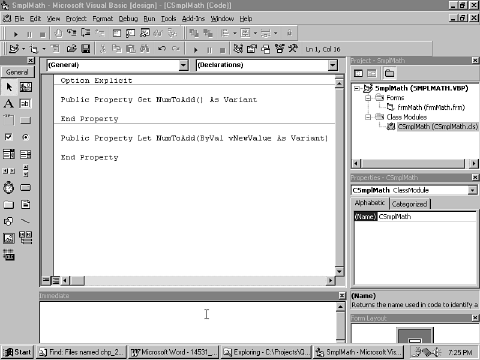 SmplMath - Microsoft Visual Basic [design] - [CSmplMath (Code)]
File Edit View Project Format Debug Run Tools Add-Ins Window Help
Ln 1, Col 16
General
(General) (Declarations)
Option Explicit
Public Property Get NumToAdd() As Variant
End Property
Public Property Let NumToAdd(ByVal vNewValue As Variant)
End Property
Immediate
Project - SmplMath
SmplMath (SMPLMATH.VBP)
Forms
frmMath (frmMath.frm)
Class Modules
CSmplMath (CSmplMath.cls)
Properties - CSmplMath
CSmplMath ClassModule
Alphabetic Categorized
(Name) CSmplMath
(Name)
Returns the name used in code to identify a
Form Layout
Start Find: Files named chp_2... Microsoft Word - 14531_... Exploring - C:\Projects\Q... SmplMath - Microsoft Vis... 7:25 PM